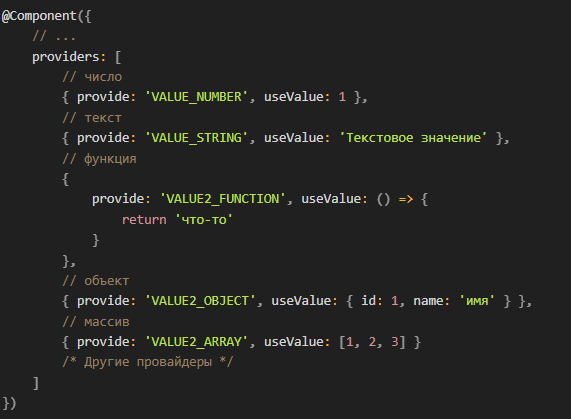 @Component({
    // ...
    providers: [
        // число
        { provide: 'VALUE_NUMBER', useValue: 1 },
        // текст
        { provide: 'VALUE_STRING', useValue: 'Текстовое значение' },
        // функция
        {
            provide: 'VALUE2_FUNCTION', useValue: () => {
                return 'что-то'
            }
        },
        // объект
        { provide: 'VALUE2_OBJECT', useValue: { id: 1, name: 'имя' } },
        // массив
        { provide: 'VALUE2_ARRAY', useValue: [1, 2, 3] }
        /* Другие провайдеры */
    ]
})